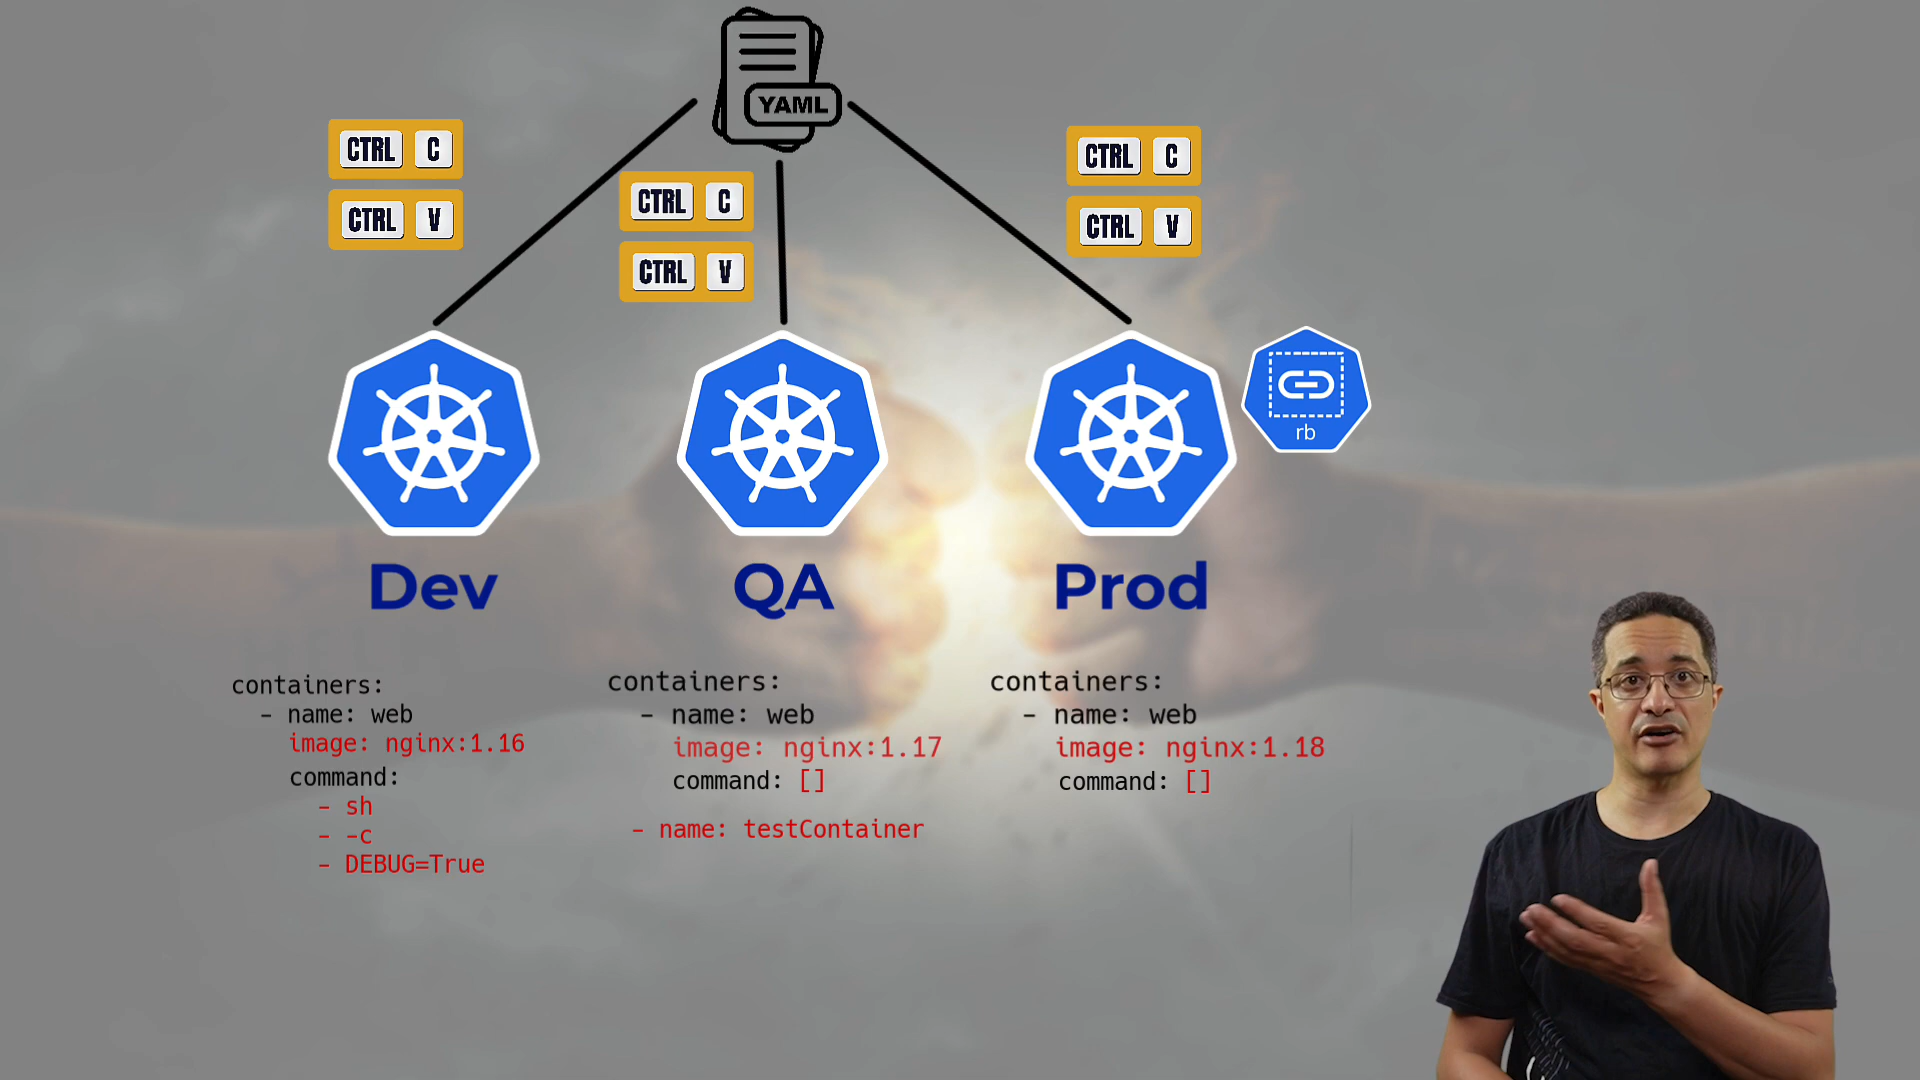 YAML
CTRL C
CTRL V
CTRL C
CTRL V
CTRL C
CTRL V
rb
Dev
QA
Prod
containers:
- name: web
image: nginx:1.16
command:
- sh
- -c
- DEBUG=True
containers:
- name: web
image: nginx:1.17
command: []
- name: testContainer
containers:
- name: web
image: nginx:1.18
command: []